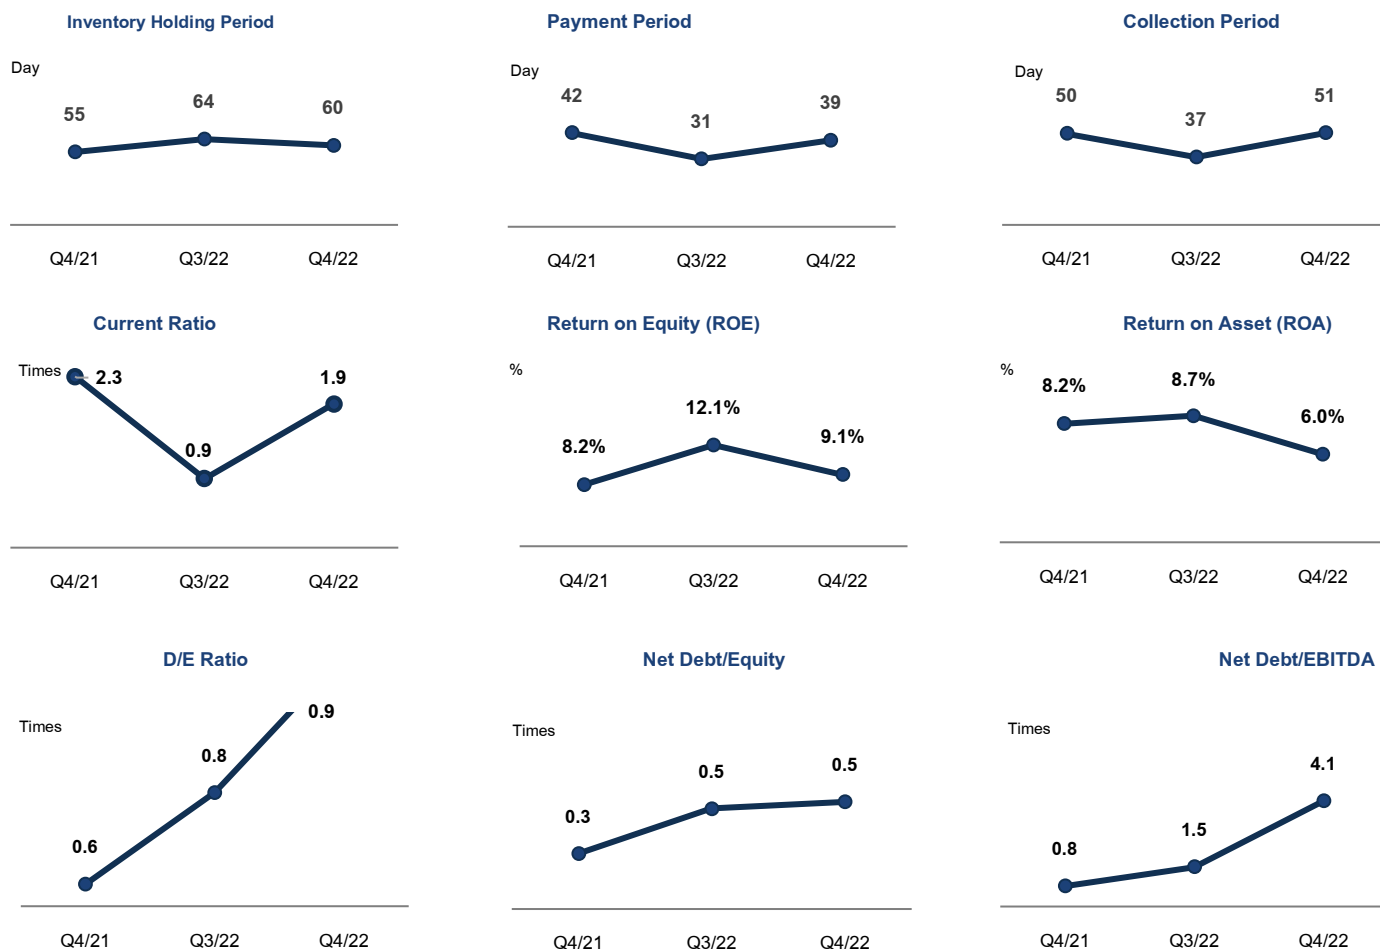 Inventory Holding Period
Day
55
64
60
Q4/21 Q3/22 Q4/22
Payment Period
Day
42
31
39
Q4/21 Q3/22 Q4/22
Collection Period
Day
50
37
51
Q4/21 Q3/22 Q4/22
Current Ratio
Times
2.3
0.9
1.9
Q4/21 Q3/22 Q4/22
Return on Equity (ROE)
%
8.2%
12.1%
9.1%
Q4/21 Q3/22 Q4/22
Return on Asset (ROA)
%
8.2%
8.7%
6.0%
Q4/21 Q3/22 Q4/22
D/E Ratio
Times
0.6
0.8
0.9
Q4/21 Q3/22 Q4/22
Net Debt/Equity
Times
0.3
0.5
0.5
Q4/21 Q3/22 Q4/22
Net Debt/EBITDA
Times
0.8
1.5
4.1
Q4/21 Q3/22 Q4/22